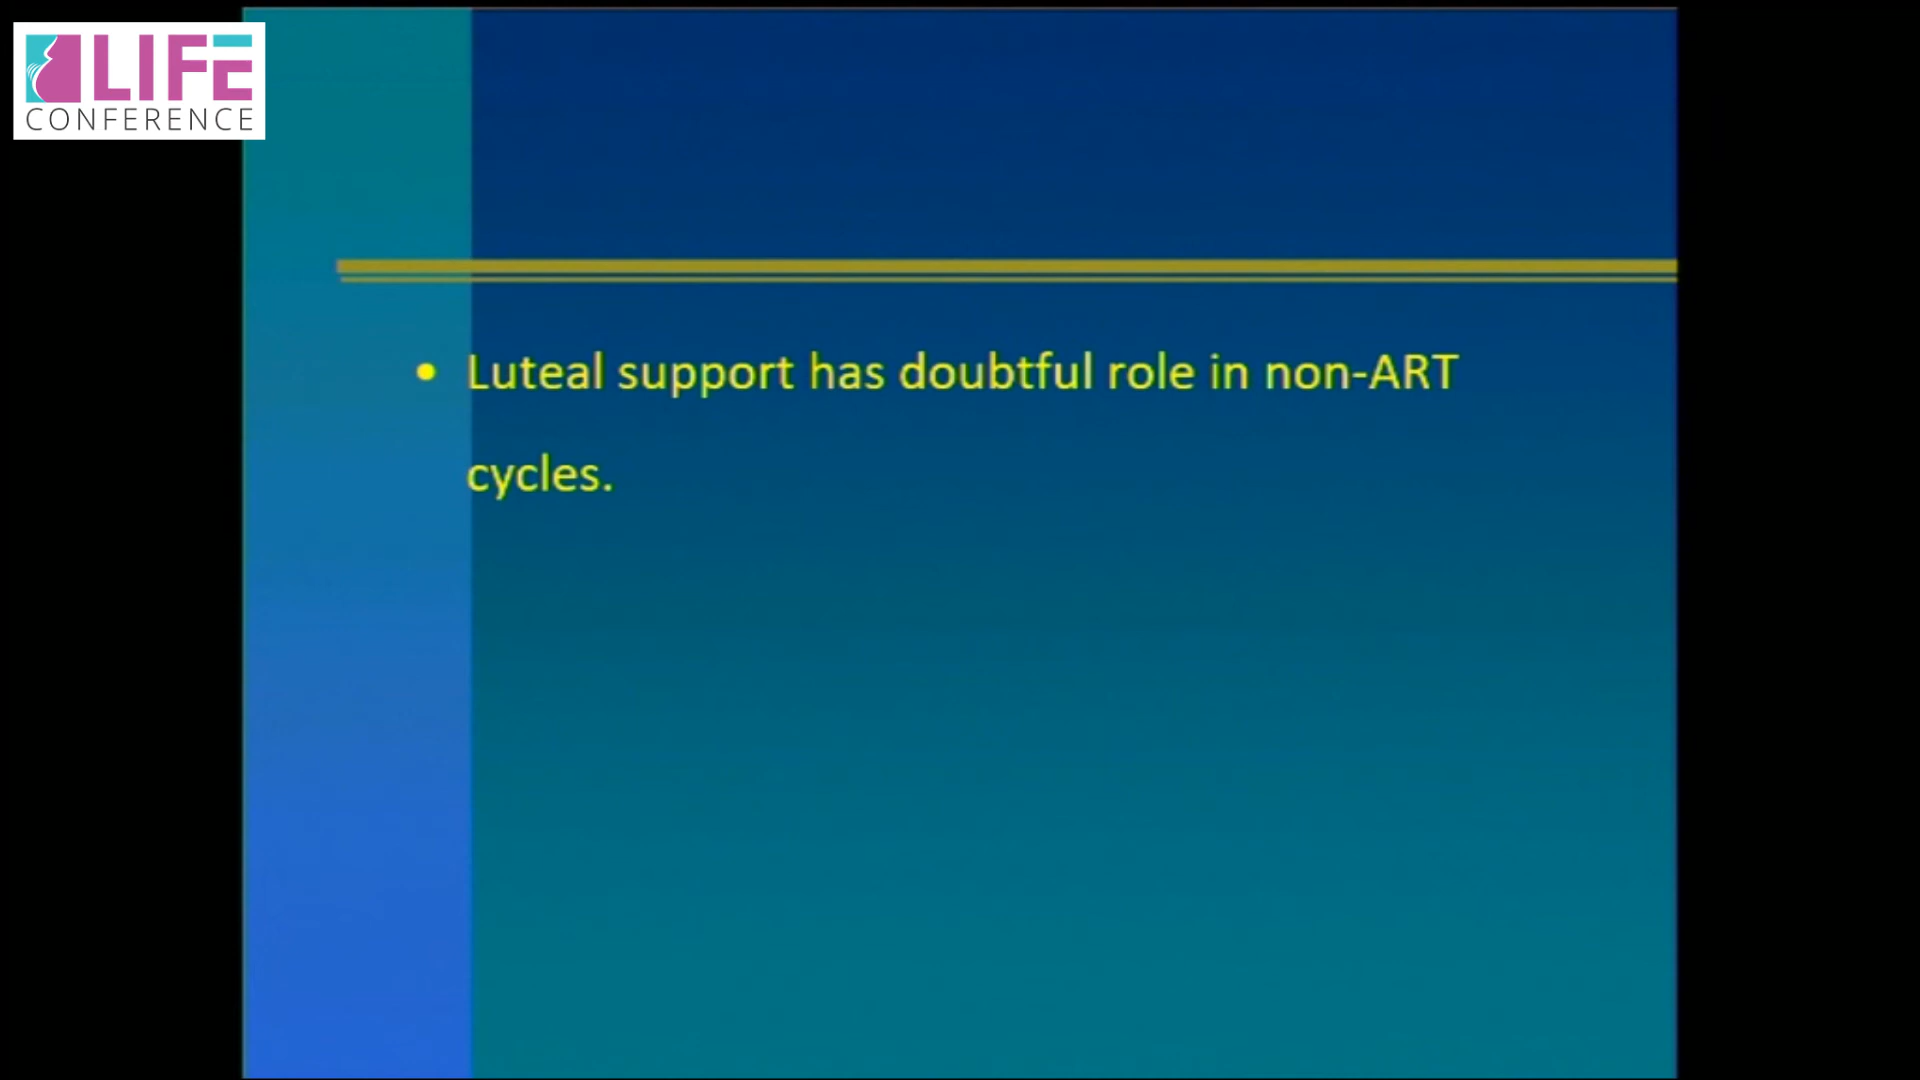 LIFE
CONFERENCE
• Luteal support has doubtful role in non-ART
cycles.